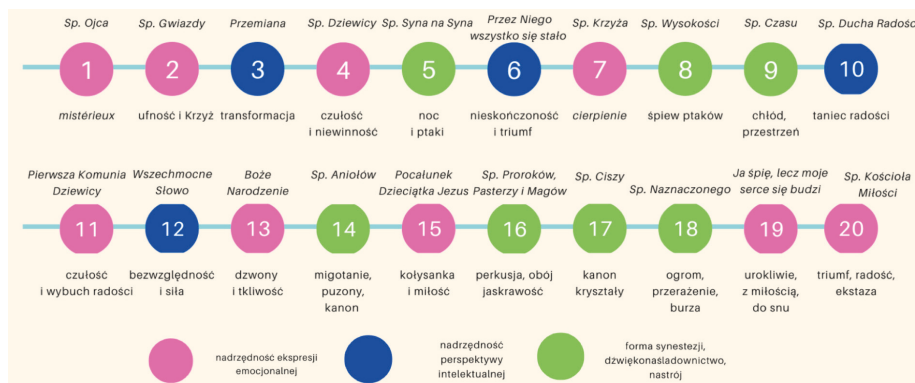 Sp. Ojca
Sp. Gwiazdy
Przemiana
Sp. Dziewicy
Sp. Syna na Syna
Przez Niego
wszystko się stało
Sp. Krzyża
Sp. Wysokości
Sp. Czasu
Sp. Ducha Radośc
1
2
3
4
5
6
7
8
9
10
mistérieux
ufność i Krzyż
transformacja
czułość
i niewinność
noc
i ptaki
nieskończoność
i triumf
cierpienie
śpiew ptaków
chłód,
przestrzeń
taniec radości
Pierwsza Komunia
Dziewicy
Wszechmocne
Słowo
Boże
Narodzenie
Sp. Aniołów
Pocałunek
Dzieciątka Jezus
Sp. Proroków,
Pasterzy i Magów
Sp. Ciszy
Sp. Naznaczonego
Ja śpię, lecz moje
serce się budzi
Sp. Kościoła
Miłości
11
12
13
14
15
16
17
18
19
20
czułość
i wybuch radości
bezwzględność
i siła
dzwony
i tkliwość
migotanie,
puzony,
kanon
kołysanka
i miłość
perkusja, obój
jaskrawość
kanon
kryształy
ogrom,
przerażenie,
burza
urokliwie,
z miłością,
do snu
triumf, radość,
ekstaza
nadrzędność ekspresji
emocjonalnej
nadrzędność
perspektywy
intelektualnej
forma synestezji,
dźwiękonaśladownictwo,
nastrój